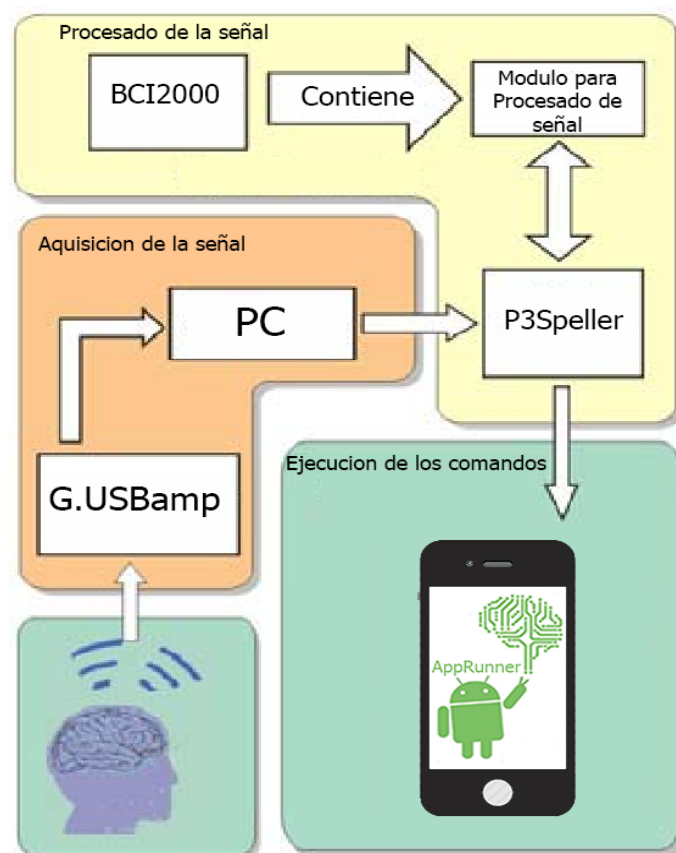 Procesado de la señal
BCI2000
Contiene
Modulo para
Procesado de
señal
Aquisicion de la señal
PC
P3Speller
G.USBamp
Ejecucion de los comandos
AppRunner